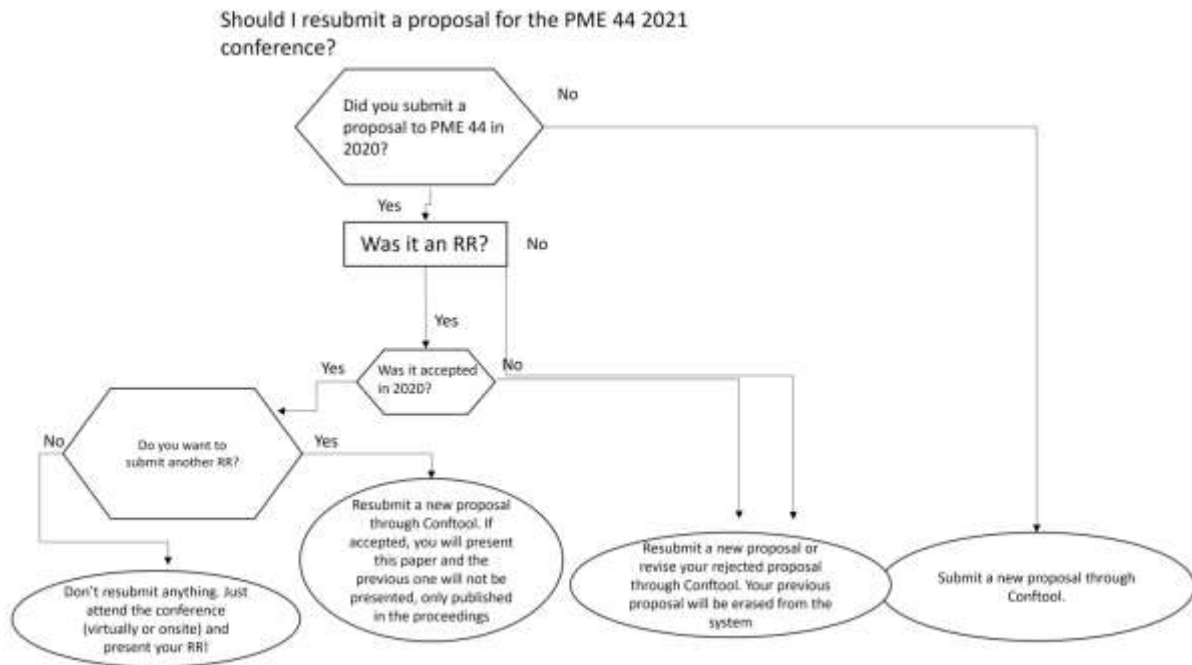 Should I resubmit a proposal for the PME 44 2021
conference?
Did you submit a
proposal to PME 44 in
2020?
No
Yes
Was it an RR?
No
Yes
Yes
Was it accepted
in 2020?
No
No
Do you want to
submit another RR?
Yes
Resubmit a new proposal
through Conftool. If
accepted, you will present
this paper and the
previous one will not be
presented, only published
in the proceedings
Resubmit a new proposal or
revise your rejected proposal
through Conftool. Your previous
proposal will be erased from the
system
Submit a new proposal through
Conftool.
Don't resubmit anything. Just
attend the conference
(virtually or onsite) and
present your RR!